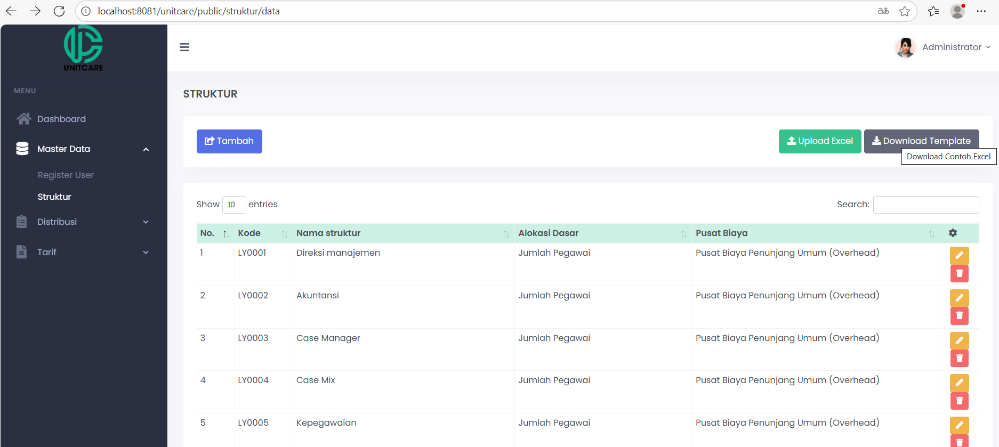 localhost:8081/unitcare/public/struktur/data
UNITCARE
Administrator
MENU
Dashboard
Master Data
Register User
Struktur
Distribusi
Tarif
STRUKTUR
Tambah
Upload Excel
Download Template
Download Contoh Excel
Show 10 entries
Search:
No. Kode Nama struktur Alokasi Dasar Pusat Biaya
1 LY0001 Direksi manajemen Jumlah Pegawai Pusat Biaya Penunjang Umum (Overhead)
2 LY0002 Akuntansi Jumlah Pegawai Pusat Biaya Penunjang Umum (Overhead)
3 LY0003 Case Manager Jumlah Pegawai Pusat Biaya Penunjang Umum (Overhead)
4 LY0004 Case Mix Jumlah Pegawai Pusat Biaya Penunjang Umum (Overhead)
5 LY0005 Kepegawaian Jumlah Pegawai Pusat Biaya Penunjang Umum (Overhead)